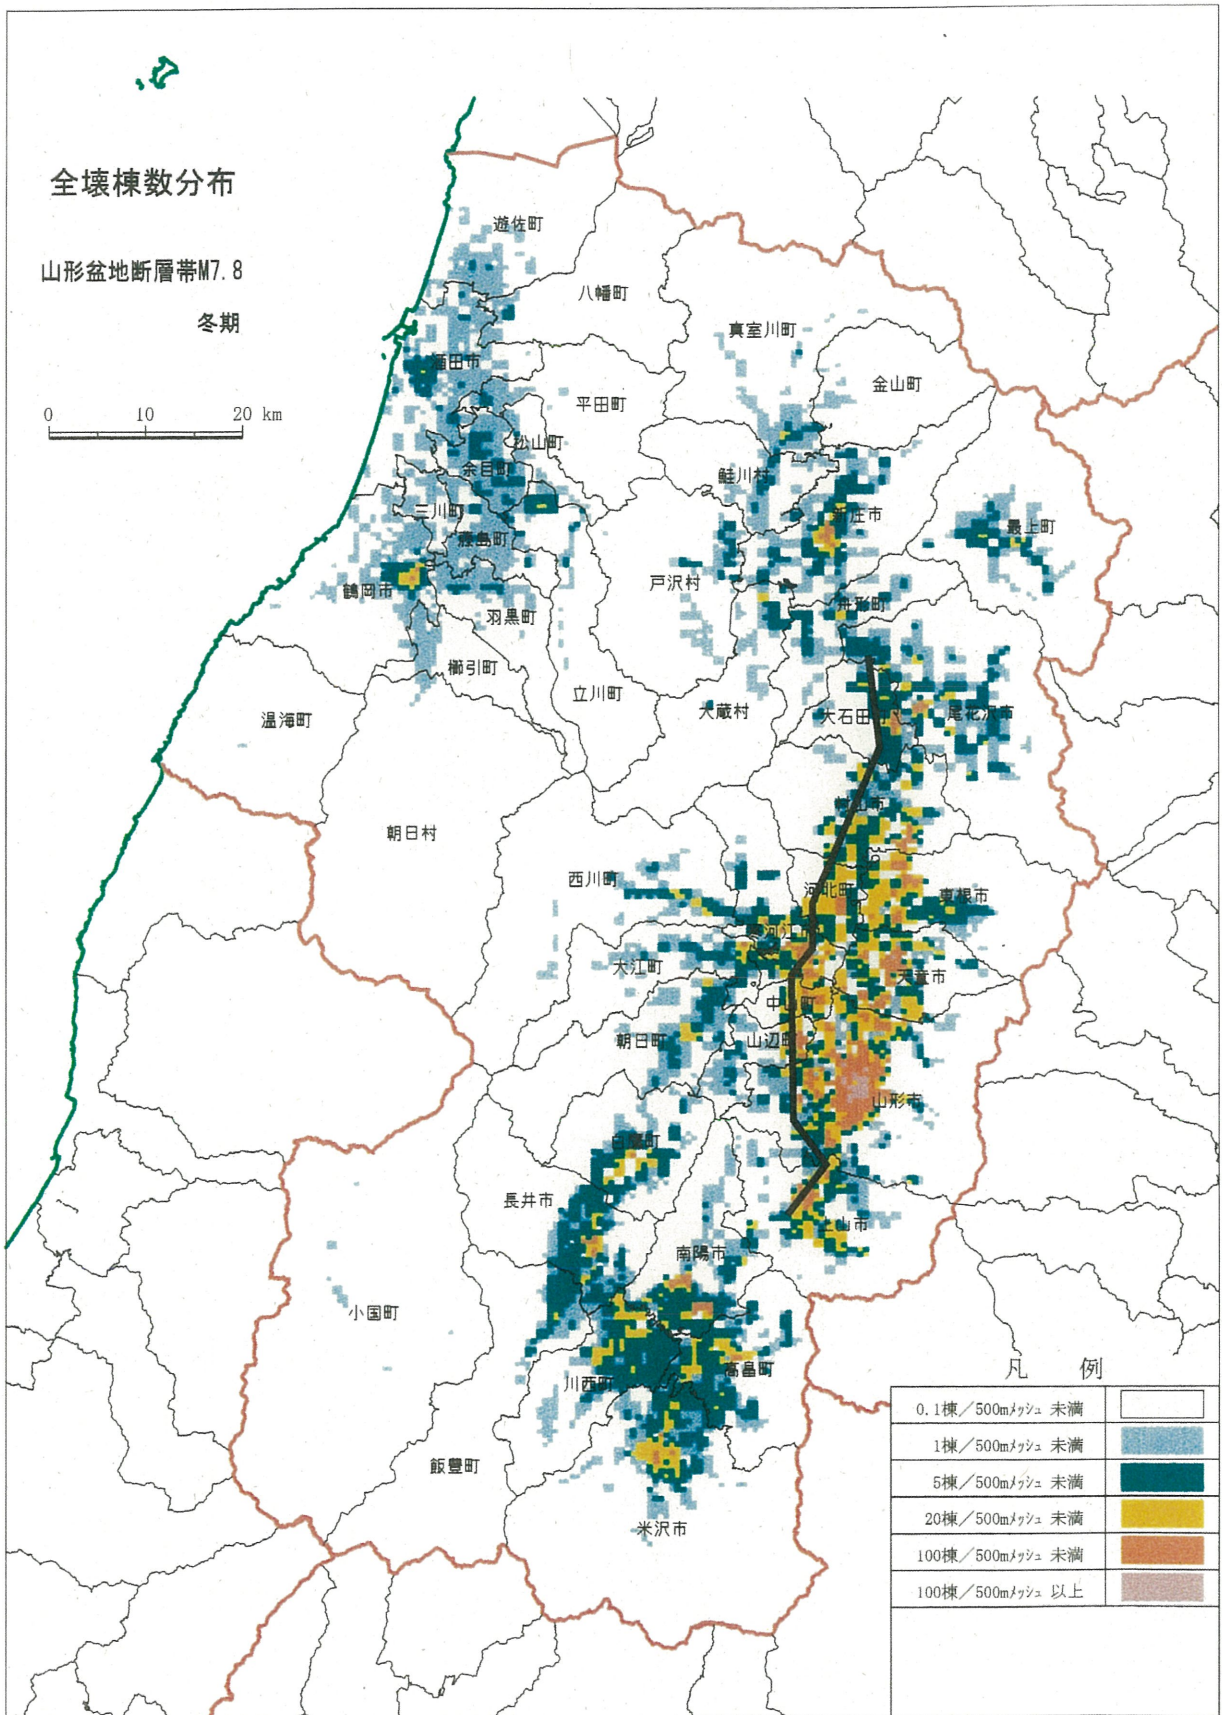 全壊棟数分布
山形盆地断層帯M7.8
冬期
0 10 20 km
遊佐町
八幡町
真室川町
酒田市
金山町
平田町
松山町
余目町
鮭川村
三川町
新庄市
最上町
藤島町
戸沢村
鶴岡市
舟形町
羽黒町
櫛引町
立川町
大蔵村
大石田町
尾花沢市
温海町
村山市
朝日村
西川町
河北町
東根市
寒河江市
大江町
天童市
中山町
朝日町
山辺町
山形市
白鷹町
長井市
上山市
南陽市
小国町
高畠町
川西町
飯豊町
米沢市
凡 例
0.1棟/500mメッシュ 未満
1棟/500mメッシュ 未満
5棟/500mメッシュ 未満
20棟/500mメッシュ 未満
100棟/500mメッシュ 未満
100棟/500mメッシュ 以上